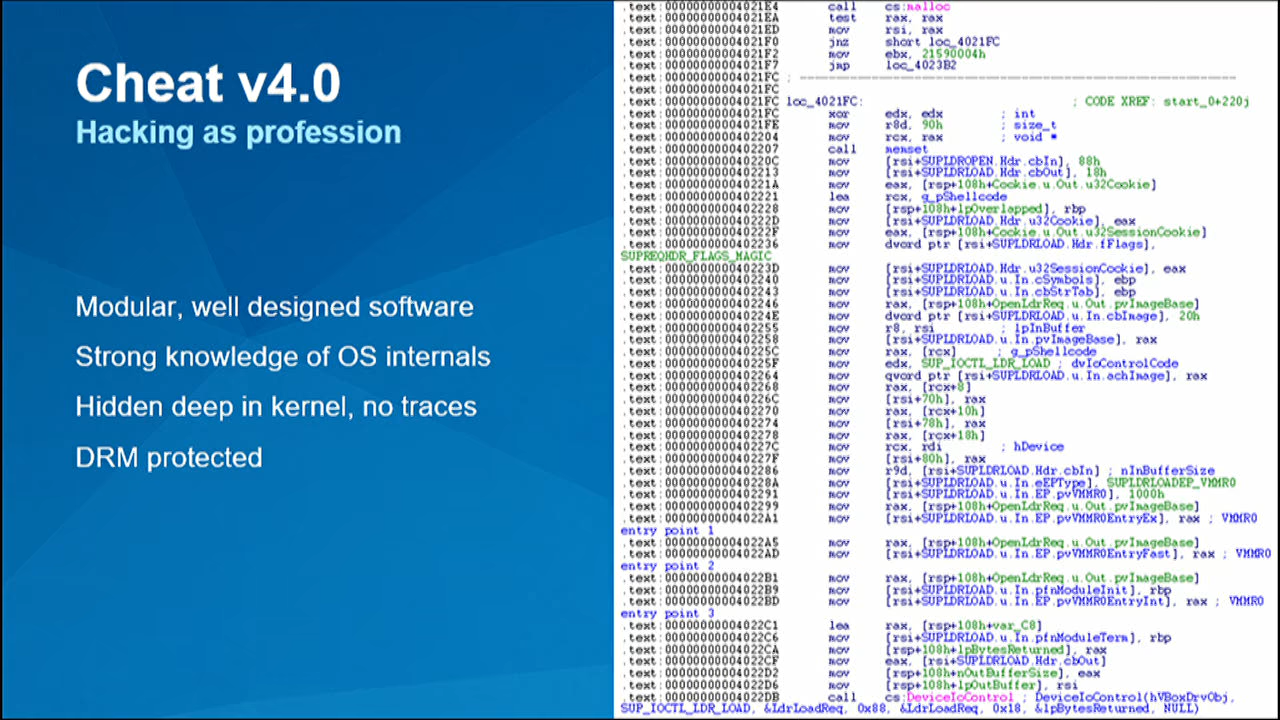 Cheat v4.0
Hacking as profession
Modular, well designed software
Strong knowledge of OS internals
Hidden deep in kernel, no traces
DRM protected
.text:00000000004021E4 call cs:malloc
.text:00000000004021EA test rax, rax
.text:00000000004021ED mov rsi, rax
.text:00000000004021F0 jnz short loc_4021FC
.text:00000000004021F2 mov ebx, 21590004h
.text:00000000004021F7 jmp loc_4023B2
.text:00000000004021FC ; ---------------------------------------------------------------------------
.text:00000000004021FC
.text:00000000004021FC loc_4021FC: ; CODE XREF: start_0+220j
.text:00000000004021FC xor edx, edx ; int
.text:00000000004021FE mov r8d, 90h ; size_t
.text:0000000000402204 mov rcx, rax ; void *
.text:0000000000402207 call memset
.text:000000000040220C mov [rsi+SUPLDROPEN.Hdr.cbIn], 88h
.text:0000000000402213 mov [rsi+SUPLDROPEN.Hdr.cbOut], 18h
.text:000000000040221A mov eax, [rsp+108h+Cookie.u.Out.u32Cookie]
.text:0000000000402221 lea rcx, g_pShellcode
.text:0000000000402228 mov [rsp+108h+lpOverlapped], rbp
.text:000000000040222D mov [rsi+SUPLDRLOAD.Hdr.u32Cookie], eax
.text:000000000040222F mov eax, [rsp+108h+Cookie.u.Out.u32SessionCookie]
.text:0000000000402236 mov dword ptr [rsi+SUPLDRLOAD.Hdr.fFlags],
SUPREQHDR_FLAGS_MAGIC
.text:000000000040223D mov [rsi+SUPLDRLOAD.Hdr.u32SessionCookie], eax
.text:0000000000402240 mov [rsi+SUPLDRLOAD.u.In.cSymbols], ebp
.text:0000000000402243 mov [rsi+SUPLDRLOAD.u.In.cbStrTab], ebp
.text:0000000000402246 mov rax, [rsp+108h+OpenLdrReq.u.Out.pvImageBase]
.text:000000000040224E mov dword ptr [rsi+SUPLDRLOAD.u.In.cbImage], 20h
.text:0000000000402255 mov r8, rsi ; lpInBuffer
.text:0000000000402258 mov [rsi+SUPLDRLOAD.u.In.pvImageBase], rax
.text:000000000040225C mov rax, [rcx] ; g_pShellcode
.text:000000000040225F mov edx, SUP_IOCTL_LDR_LOAD ; dwIoControlCode
.text:0000000000402264 mov qword ptr [rsi+SUPLDRLOAD.u.In.achImage], rax
.text:0000000000402268 mov rax, [rcx+8]
.text:000000000040226C mov [rsi+70h], rax
.text:0000000000402270 mov rax, [rcx+10h]
.text:0000000000402274 mov [rsi+78h], rax
.text:0000000000402278 mov rax, [rcx+18h]
.text:000000000040227C mov rcx, rdi ; hDevice
.text:000000000040227F mov [rsi+80h], rax
.text:0000000000402286 mov r9d, [rsi+SUPLDRLOAD.Hdr.cbIn] ; nInBufferSize
.text:000000000040228A mov [rsi+SUPLDRLOAD.u.In.eEPType], SUPLDRLOADEP_VMMR0
.text:0000000000402291 mov [rsi+SUPLDRLOAD.u.In.EP.pvVMMR0], 1000h
.text:0000000000402299 mov rax, [rsp+108h+OpenLdrReq.u.Out.pvImageBase]
.text:00000000004022A1 mov [rsi+SUPLDRLOAD.u.In.EP.pvVMMR0EntryEx], rax ; VMMR0
entry point 1
.text:00000000004022A5 mov rax, [rsp+108h+OpenLdrReq.u.Out.pvImageBase]
.text:00000000004022AD mov [rsi+SUPLDRLOAD.u.In.EP.pvVMMR0EntryFast], rax ; VMMR0
entry point 2
.text:00000000004022B1 mov rax, [rsp+108h+OpenLdrReq.u.Out.pvImageBase]
.text:00000000004022B9 mov [rsi+SUPLDRLOAD.u.In.pfnModuleInit], rbp
.text:00000000004022BD mov [rsi+SUPLDRLOAD.u.In.EP.pvVMMR0EntryInt], rax ; VMMR0
entry point 3
.text:00000000004022C1 lea rax, [rsp+108h+var_C8]
.text:00000000004022C6 mov [rsi+SUPLDRLOAD.u.In.pfnModuleTerm], rbp
.text:00000000004022CA mov [rsp+108h+lpBytesReturned], rax
.text:00000000004022CF mov eax, [rsi+SUPLDRLOAD.Hdr.cbOut]
.text:00000000004022D2 mov [rsp+108h+nOutBufferSize], eax
.text:00000000004022D6 mov [rsp+108h+lpOutBuffer], rsi
.text:00000000004022DB call cs:DeviceIoControl ; DeviceIoControl(hVBoxDrvObj,
SUP_IOCTL_LDR_LOAD, &LdrLoadReq, 0x88, &LdrLoadReq, 0x18, &lpBytesReturned, NULL)